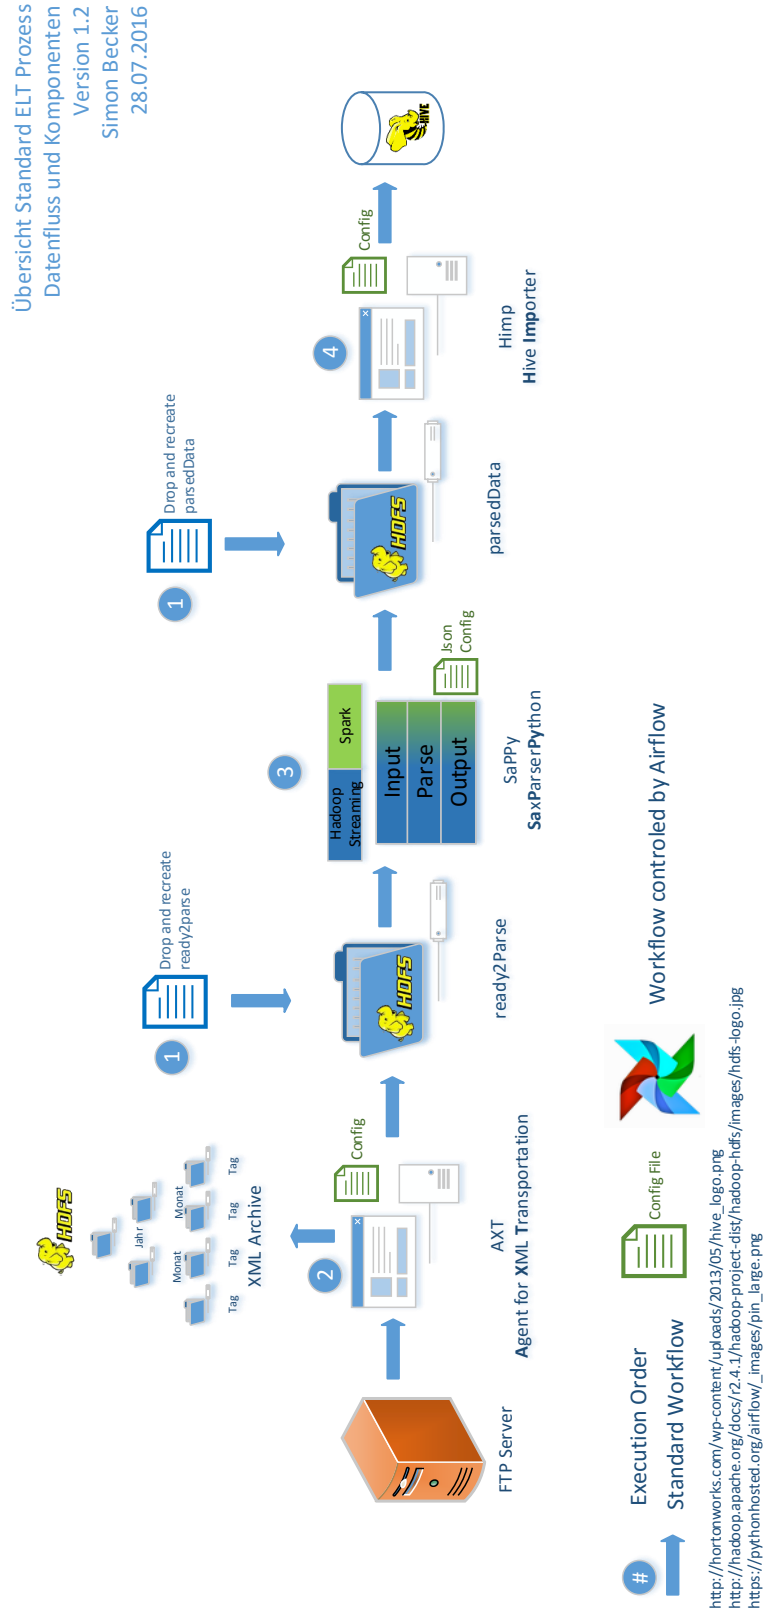 Übersicht Standard ELT Prozess
Datenfluss und Komponenten
Version 1.2
Simon Becker
28.07.2016
HDFS
Jahr
Monat
Monat
Tag
Tag
Tag
Tag
XML Archive
1
Drop and recreate
ready2parse
1
Drop and recreate
parsedData
2
Config
3
Hadoop
Streaming
Spark
Input
Parse
Output
Json
Config
4
Config
HDFS
HDFS
HIVE
FTP Server
AXT
Agent for XML Transportation
ready2Parse
SaPPy
SaxParserPython
parsedData
Himp
Hive Importer
#
Execution Order
Standard Workflow
Config File
Workflow controled by Airflow
http://hortonworks.com/wp-content/uploads/2013/05/hive_logo.png
http://hadoop.apache.org/docs/r2.4.1/hadoop-project-dist/hadoop-hdfs/images/hdfs-logo.jpg
https://pythonhosted.org/airflow/_images/pin_large.png